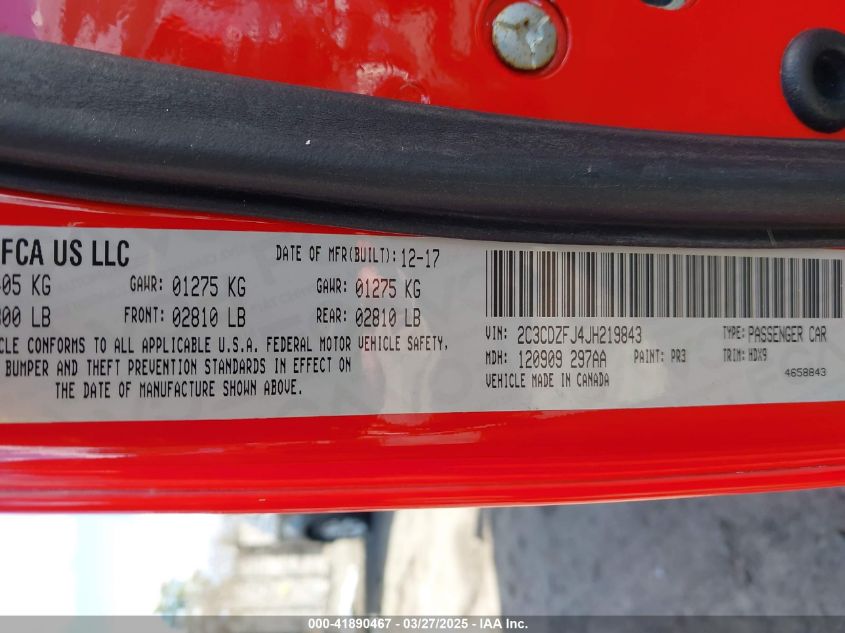 FCA US LLC
DATE OF MFR(BUILT): 12-17
05 KG GAWR: 01275 KG GAWR: 01275 KG
00 LB FRONT: 02810 LB REAR: 02810 LB
CLE CONFORMS TO ALL APPLICABLE U.S.A. FEDERAL MOTOR VEHICLE SAFETY.
BUMPER AND THEFT PREVENTION STANDARDS IN EFFECT ON
THE DATE OF MANUFACTURE SHOWN ABOVE.
VIN: 2C3CDZFJ4JH219843 TYPE: PASSENGER CAR
MDH: 120909 297AA PAINT: PR3 TRIM: HDX9
VEHICLE MADE IN CANADA 4658843
000-41890467 - 03/27/2025 - IAA Inc.